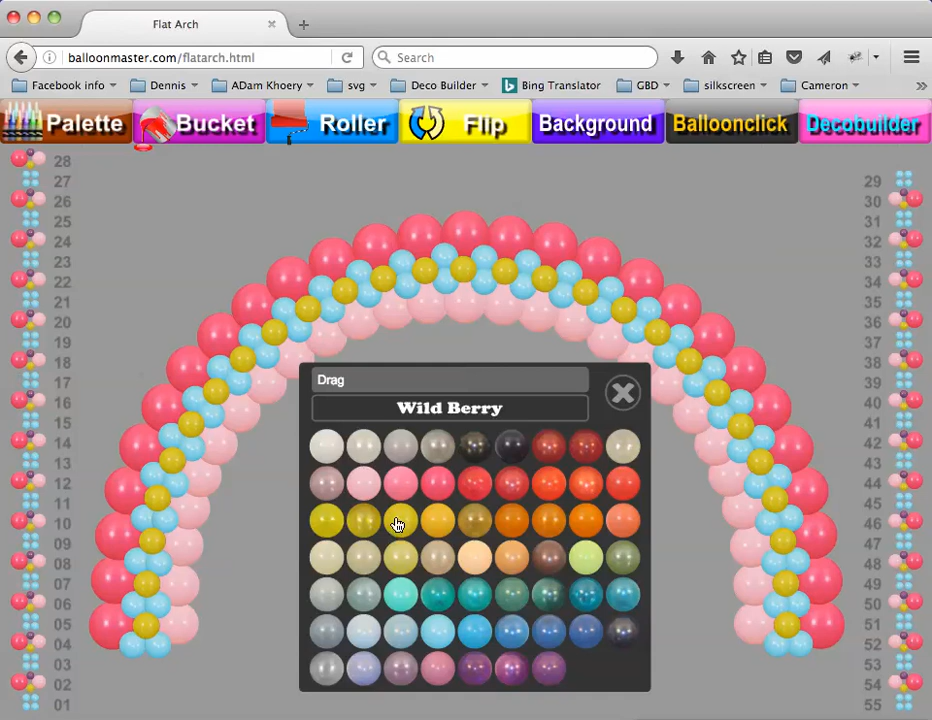 Flat Arch
balloonmaster.com/flatarch.html
Search
Facebook info
Dennis
ADam Khoery
svg
Deco Builder
Bing Translator
GBD
silkscreen
Cameron
Palette
Bucket
Roller
Flip
Background
Balloonclick
Decobuilder
28
27
26
25
24
23
22
21
20
19
18
17
16
15
14
13
12
11
10
09
08
07
06
05
04
03
02
01
29
30
31
32
33
34
35
36
37
38
39
40
41
42
43
44
45
46
47
48
49
50
51
52
53
54
55
Drag
Wild Berry